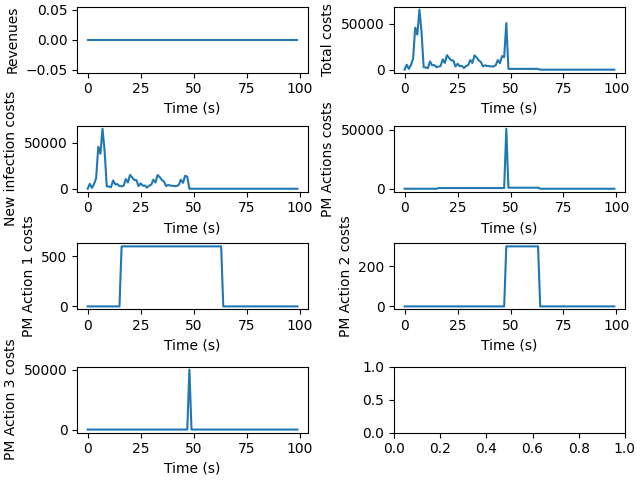 Revenues
0.05
0.00
−0.05
0 25 50 75 100
Time (s)
Total costs
50000
0
0 25 50 75 100
Time (s)
New infection costs
50000
0
0 25 50 75 100
Time (s)
PM Actions costs
50000
0
0 25 50 75 100
Time (s)
PM Action 1 costs
500
0
0 25 50 75 100
Time (s)
PM Action 2 costs
200
0
0 25 50 75 100
Time (s)
PM Action 3 costs
50000
0
0 25 50 75 100
Time (s)
1.0
0.5
0.0
0.0 0.2 0.4 0.6 0.8 1.0